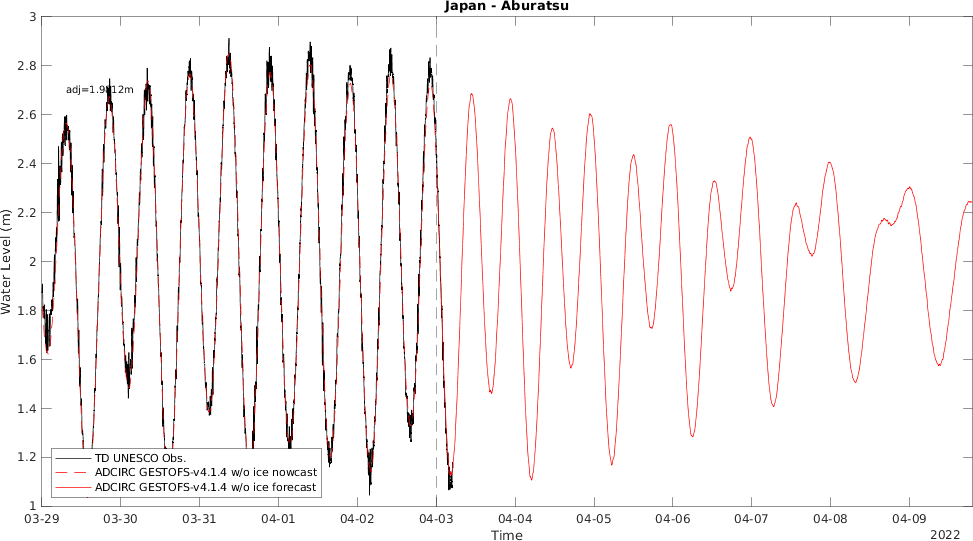 Japan - Aburatsu
3
2.8
2.6
2.4
2.2
2
1.8
1.6
1.4
1.2
1
Water Level (m)
TD UNESCO Obs.
ADCIRC GESTOFS-v4.1.4 w/o ice nowcast
ADCIRC GESTOFS-v4.1.4 w/o ice forecast
03-29 03-30 03-31 04-01 04-02 04-03 04-04 04-05 04-06 04-07 04-08 04-09
Time
2022